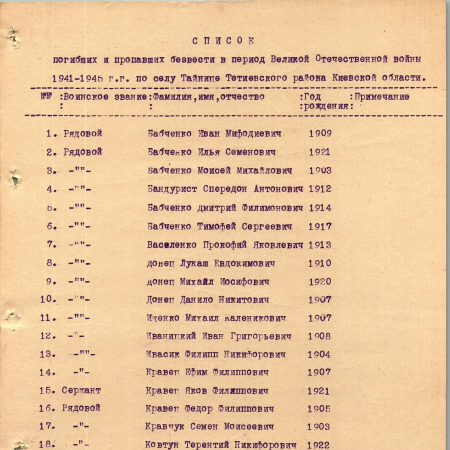 СПИСОК
погибших и пропавших безвести в период Великой Отечественной войны
1941-1945 г.г. по селу Тайнице Тетиевского района Киевской области.
№№ :Воинское звание:Фамилия,имя,отчество :Год рождения: :Примечание
1. Рядовой Бабченко Иван Мифодиевич 1909
2. Рядовой Бабченко Илья Семенович 1921
3. -""- Бабченко Моисей Михайлович 1903
4. -""- Бандурист Спередон Антонович 1912
5. -""- Бабченко Дмитрий Филимонович 1914
6. -""- Бабченко Тимофей Сергеевич 1917
7. -""- Василенко Прокофий Яковлевич 1913
8. -""- донец Лукаш Евдокимович 1910
9. -""- донец Михаил Иосифович 1920
10. -""- Донец Данило Никитович 1907
11. -""- Ищенко Михаил Каленикович 1907
12. -"- Иваницкий Иван Григорьевич 1908
13. -""- Ивасик Филипп Никифорович 1904
14. -"- Кравец Ефим Филиппович 1907
15. Сержант Кравец Яков Филиппович 1921
16. Рядовой Кравец Федор Филиппович 1905
17. -"- Кравчук Семен Моисеевич 1903
18. -"- Ковтун Терентий Никифорович 1922